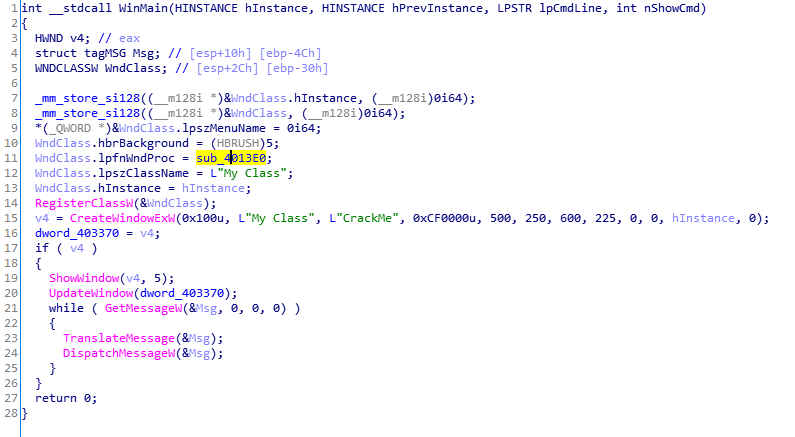 1 int __stdcall WinMain(HINSTANCE hInstance, HINSTANCE hPrevInstance, LPSTR lpCmdLine, int nShowCmd)
2 {
3   HWND v4; // eax
4   struct tagMSG Msg; // [esp+10h] [ebp-4Ch]
5   WNDCLASSW WndClass; // [esp+2Ch] [ebp-30h]
6
7   _mm_store_si128((__m128i *)&WndClass.hInstance, (__m128i)0i64);
8   _mm_store_si128((__m128i *)&WndClass, (__m128i)0i64);
9   *(_QWORD *)&WndClass.lpszMenuName = 0i64;
10   WndClass.hbrBackground = (HBRUSH)5;
11   WndClass.lpfnWndProc = sub_4013E0;
12   WndClass.lpszClassName = L"My Class";
13   WndClass.hInstance = hInstance;
14   RegisterClassW(&WndClass);
15   v4 = CreateWindowExW(0x100u, L"My Class", L"CrackMe", 0xCF0000u, 500, 250, 600, 225, 0, 0, hInstance, 0);
16   dword_403370 = v4;
17   if ( v4 )
18   {
19     ShowWindow(v4, 5);
20     UpdateWindow(dword_403370);
21     while ( GetMessageW(&Msg, 0, 0, 0) )
22     {
23       TranslateMessage(&Msg);
24       DispatchMessageW(&Msg);
25     }
26   }
27   return 0;
28 }